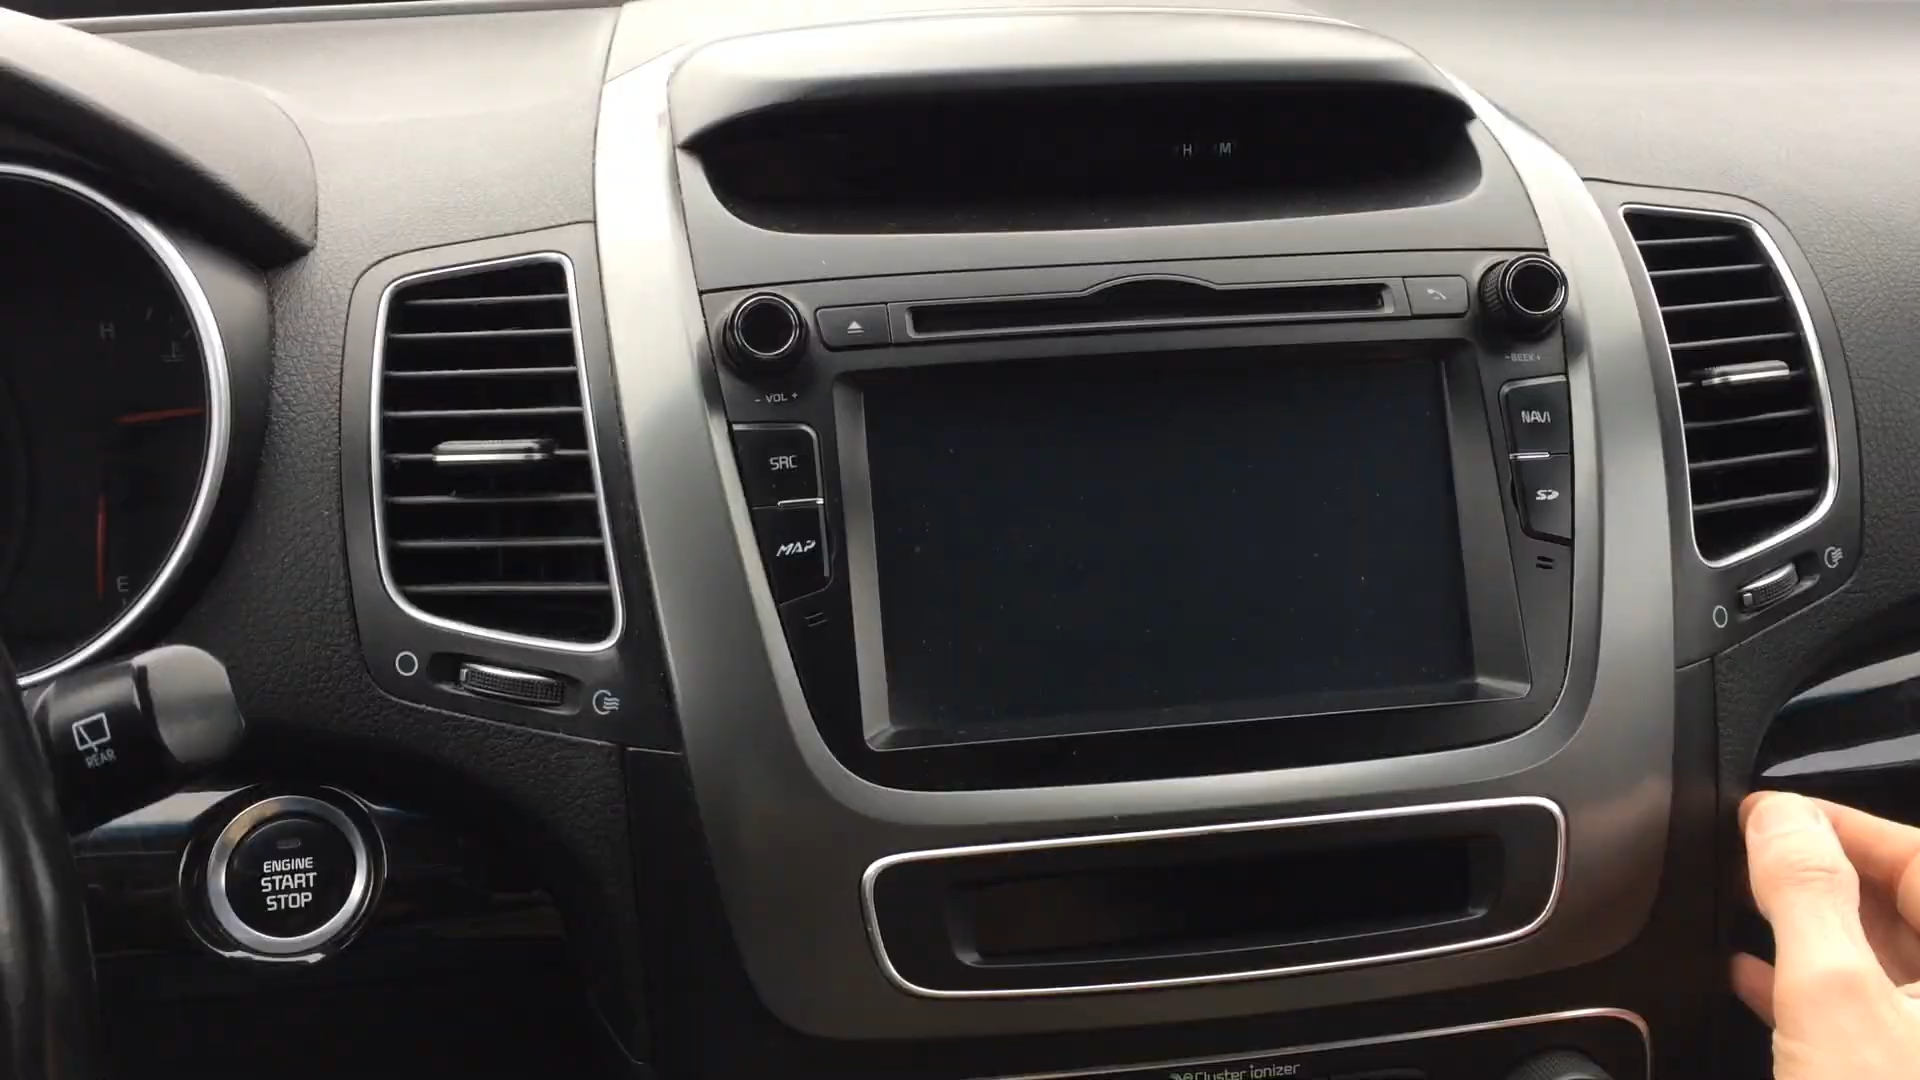 H M
- VOL +
- SEEK +
SRC
NAVI
MAP
SD
H
E
REAR
ENGINE
START
STOP
Cluster ionizer